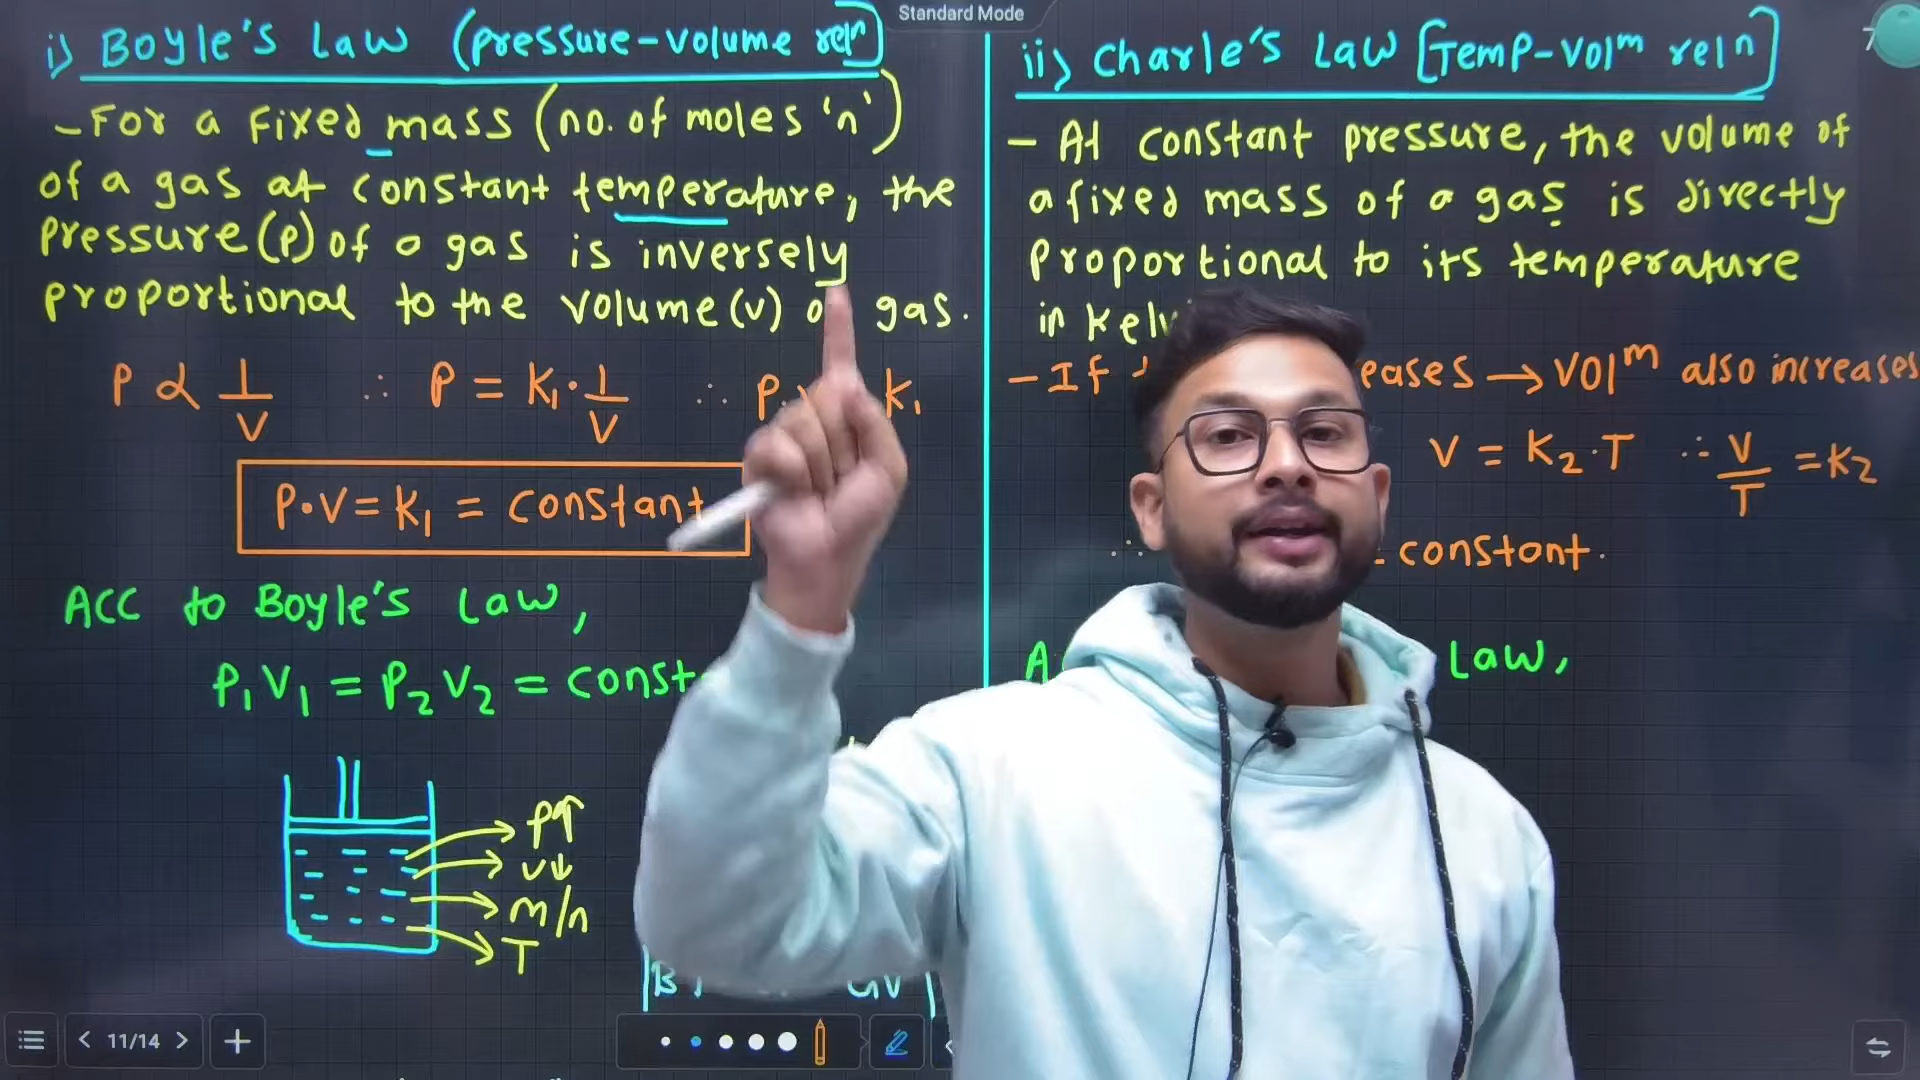 Standard Mode
i) Boyle's Law (pressure-volume reln)
- For a fixed mass (no. of moles 'n')
of a gas at constant temperature, the
pressure (P) of a gas is inversely
proportional to the volume (v) of gas.
P ∝ 1/V ∴ P = K₁·1/V ∴ P.V K₁
P·V = K₁ = constant
Acc to Boyle's Law,
P₁V₁ = P₂V₂ = const
P↑
V↓
m/n
T
ii) Charle's Law [Temp-Volᵐ reln]
- At constant pressure, the volume of
a fixed mass of a gas is directly
proportional to its temperature
in
- If eases → Volᵐ also increases
V = K₂·T ∴ V/T = K₂
∴ = constant.
Law,
11/14